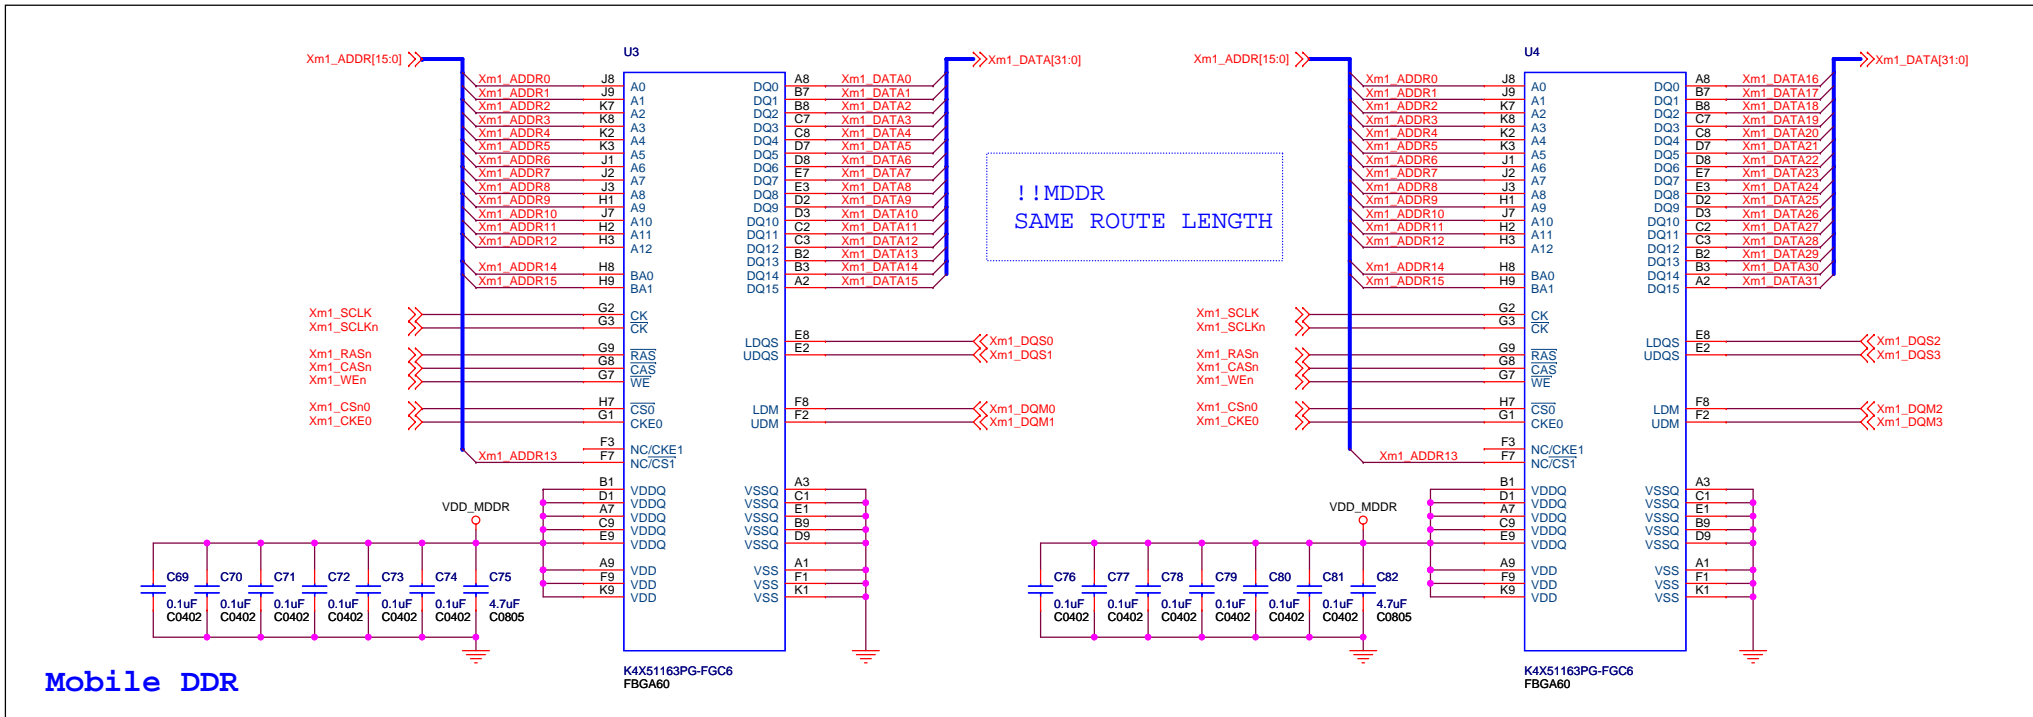 U3
Xm1_ADDR[15:0]
Xm1_DATA[31:0]
Xm1_ADDR0 J8 A0 DQ0 A8 Xm1_DATA0
Xm1_ADDR1 J9 A1 DQ1 B7 Xm1_DATA1
Xm1_ADDR2 K7 A2 DQ2 B8 Xm1_DATA2
Xm1_ADDR3 K8 A3 DQ3 C7 Xm1_DATA3
Xm1_ADDR4 K2 A4 DQ4 C8 Xm1_DATA4
Xm1_ADDR5 K3 A5 DQ5 D7 Xm1_DATA5
Xm1_ADDR6 J1 A6 DQ6 D8 Xm1_DATA6
Xm1_ADDR7 J2 A7 DQ7 E7 Xm1_DATA7
Xm1_ADDR8 J3 A8 DQ8 E3 Xm1_DATA8
Xm1_ADDR9 H1 A9 DQ9 D2 Xm1_DATA9
Xm1_ADDR10 J7 A10 DQ10 D3 Xm1_DATA10
Xm1_ADDR11 H2 A11 DQ11 C2 Xm1_DATA11
Xm1_ADDR12 H3 A12 DQ12 C3 Xm1_DATA12
DQ13 B2 Xm1_DATA13
Xm1_ADDR14 H8 BA0 DQ14 B3 Xm1_DATA14
Xm1_ADDR15 H9 BA1 DQ15 A2 Xm1_DATA15
Xm1_SCLK G2 CK
Xm1_SCLKn G3 CK
LDQS E8 Xm1_DQS0
Xm1_RASn G9 RAS UDQS E2 Xm1_DQS1
Xm1_CASn G8 CAS
Xm1_WEn G7 WE
Xm1_CSn0 H7 CS0 LDM F8 Xm1_DQM0
Xm1_CKE0 G1 CKE0 UDM F2 Xm1_DQM1
F3 NC/CKE1
Xm1_ADDR13 F7 NC/CS1
B1 VDDQ VSSQ A3
D1 VDDQ VSSQ C1
A7 VDDQ VSSQ E1
C9 VDDQ VSSQ B9
E9 VDDQ VSSQ D9
A9 VDD VSS A1
F9 VDD VSS F1
K9 VDD VSS K1
VDD_MDDR
C69 C70 C71 C72 C73 C74 C75
0.1uF 0.1uF 0.1uF 0.1uF 0.1uF 0.1uF 4.7uF
C0402 C0402 C0402 C0402 C0402 C0402 C0805
K4X51163PG-FGC6
FBGA60
!!MDDR
SAME ROUTE LENGTH
U4
Xm1_ADDR[15:0]
Xm1_DATA[31:0]
Xm1_ADDR0 J8 A0 DQ0 A8 Xm1_DATA16
Xm1_ADDR1 J9 A1 DQ1 B7 Xm1_DATA17
Xm1_ADDR2 K7 A2 DQ2 B8 Xm1_DATA18
Xm1_ADDR3 K8 A3 DQ3 C7 Xm1_DATA19
Xm1_ADDR4 K2 A4 DQ4 C8 Xm1_DATA20
Xm1_ADDR5 K3 A5 DQ5 D7 Xm1_DATA21
Xm1_ADDR6 J1 A6 DQ6 D8 Xm1_DATA22
Xm1_ADDR7 J2 A7 DQ7 E7 Xm1_DATA23
Xm1_ADDR8 J3 A8 DQ8 E3 Xm1_DATA24
Xm1_ADDR9 H1 A9 DQ9 D2 Xm1_DATA25
Xm1_ADDR10 J7 A10 DQ10 D3 Xm1_DATA26
Xm1_ADDR11 H2 A11 DQ11 C2 Xm1_DATA27
Xm1_ADDR12 H3 A12 DQ12 C3 Xm1_DATA28
DQ13 B2 Xm1_DATA29
Xm1_ADDR14 H8 BA0 DQ14 B3 Xm1_DATA30
Xm1_ADDR15 H9 BA1 DQ15 A2 Xm1_DATA31
Xm1_SCLK G2 CK
Xm1_SCLKn G3 CK
LDQS E8 Xm1_DQS2
Xm1_RASn G9 RAS UDQS E2 Xm1_DQS3
Xm1_CASn G8 CAS
Xm1_WEn G7 WE
Xm1_CSn0 H7 CS0 LDM F8 Xm1_DQM2
Xm1_CKE0 G1 CKE0 UDM F2 Xm1_DQM3
F3 NC/CKE1
Xm1_ADDR13 F7 NC/CS1
B1 VDDQ VSSQ A3
D1 VDDQ VSSQ C1
A7 VDDQ VSSQ E1
C9 VDDQ VSSQ B9
E9 VDDQ VSSQ D9
A9 VDD VSS A1
F9 VDD VSS F1
K9 VDD VSS K1
VDD_MDDR
C76 C77 C78 C79 C80 C81 C82
0.1uF 0.1uF 0.1uF 0.1uF 0.1uF 0.1uF 4.7uF
C0402 C0402 C0402 C0402 C0402 C0402 C0805
K4X51163PG-FGC6
FBGA60
Mobile DDR